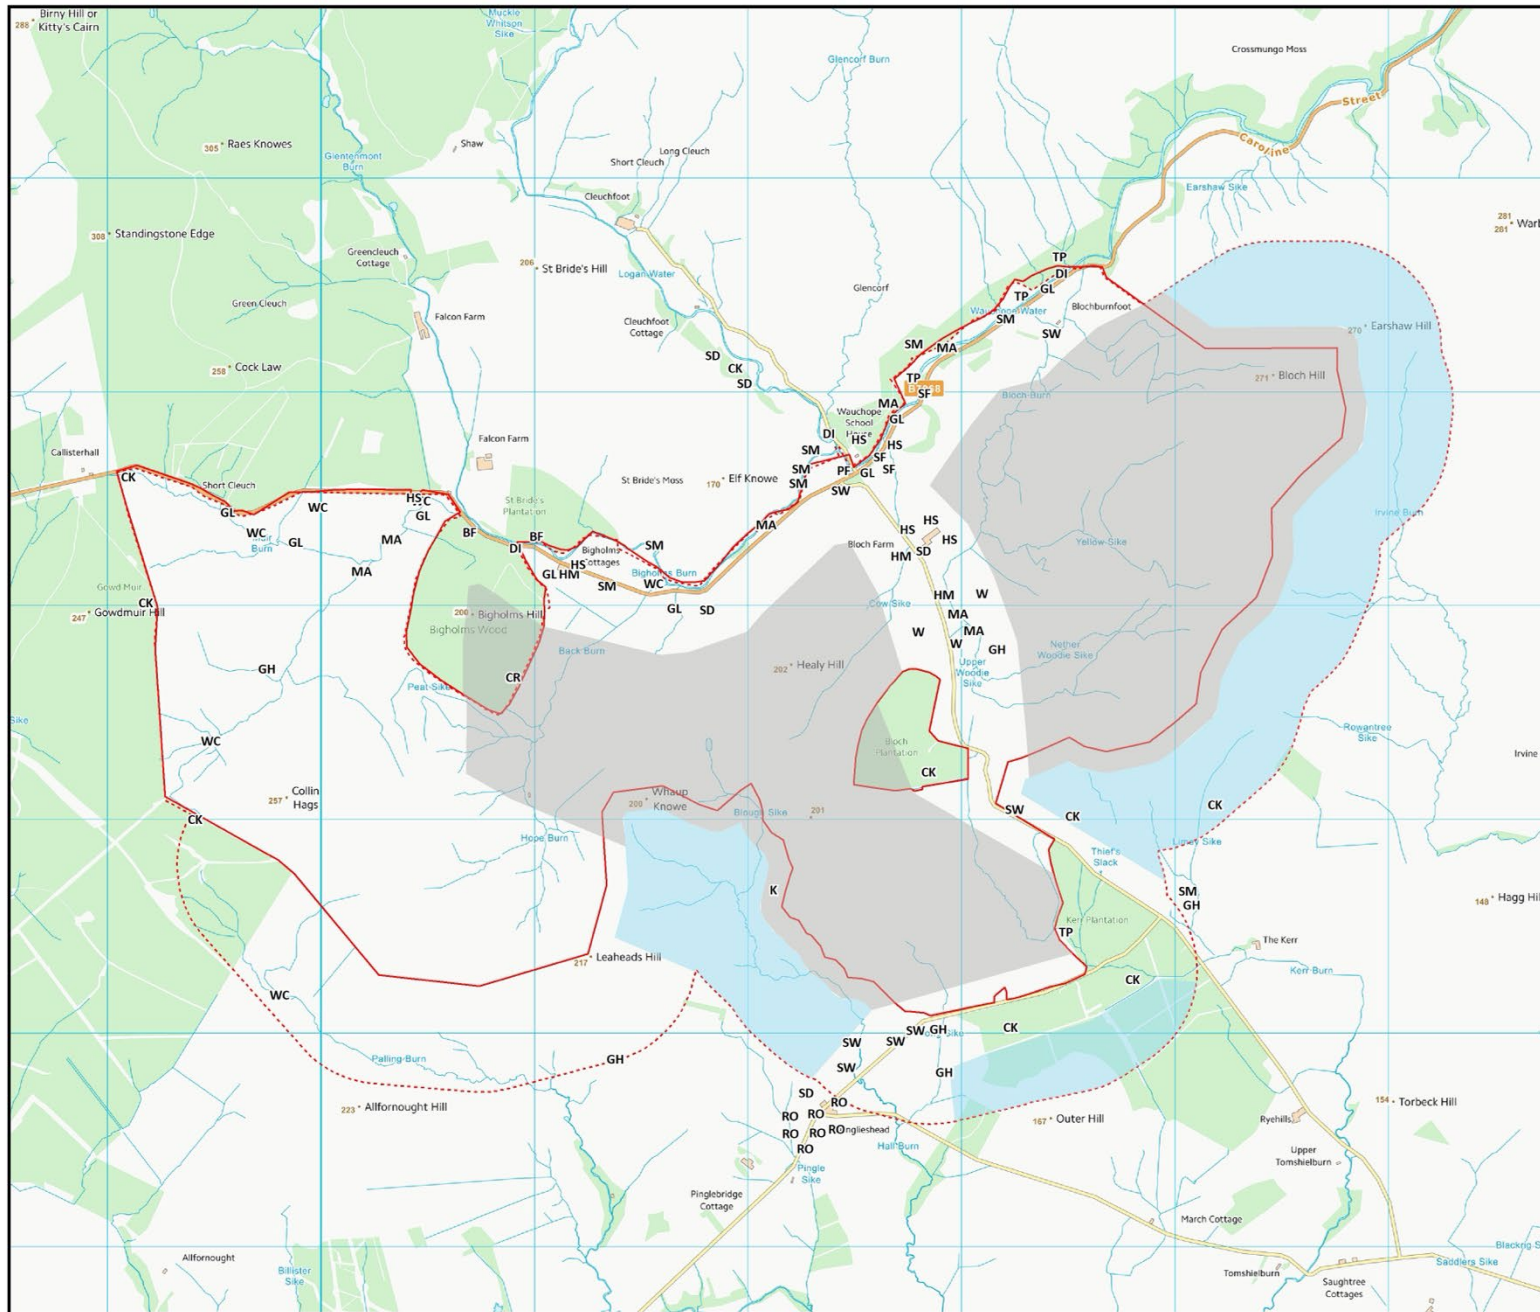 288 Birny Hill or
Kitty's Cairn
Muckle
Whitson
Sike
Glencorf Burn
Crossmungo Moss
Street
Caroline
305 Raes Knowes
Glentenmont
Burn
Shaw
Long Cleuch
Short Cleuch
Cleuchfoot
Earshaw Sike
281
281
308 Standingstone Edge
Greencleuch
Cottage
206 St Bride's Hill
Logan Water
TP
DI
GL
TP
Glencorf
Green Cleuch
Falcon Farm
Cleuchfoot
Cottage
SM
Blochburnfoot
SW
270 Earshaw Hill
SD
CK
SD
SM
MA
258 Cock Law
TP
SF
271 Bloch Hill
MA
GL
Bloch Burn
Wauchope
School
House
DI
HS
HS
Falcon Farm
Callisterhall
SM
SF
SM
PF
GL
SF
SM
SW
CK
Short Cleuch
St Bride's Moss
170 Elf Knowe
HS
GL
WC
GL
St Bride's
Plantation
MA
Irvine Burn
WC
Muir
Burn
GL
MA
BF
DI
BF
SM
Bigholms
Cottages
HS
HS
HS
Bloch Farm
SD
HM
Yellow Sike
MA
GL
HM
HS
SM
WC
Bigholms Burn
Gowd Muir
CK
247 Gowdmuir Hill
GL
SD
Cow Sike
HM
W
MA
200 Bigholms Hill
Bigholms Wood
W
MA
W
GH
Nether
Woodie Sike
Back Burn
GH
CR
202 Healy Hill
Upper
Woodie
Sike
Peat Sike
Sike
Rowantree
Sike
WC
Bloch
Plantation
Irvine
CK
257 Collin
Hags
200 Whaup
Knowe
Blough Sike
201
SW
CK
CK
CK
Hope Burn
Thief's
Slack
K
SM
GH
148
Kerr Plantation
TP
The Kerr
217 Leaheads Hill
Kerr Burn
CK
WC
SW
GH
CK
SW
SW
GH
Palling Burn
SW
GH
SD
RO
223 Allfornought Hill
RO
RO
167 Outer Hill
154 Torbeck Hill
RO
RO
RO
Hall Burn
Ryehills
RO
Upper
Tomshielburn
Pingle
Sike
Pinglebridge
Cottage
March Cottage
Allfornought
Billister
Sike
Tomshielburn
Saughtree
Cottages
Saddlers Sike